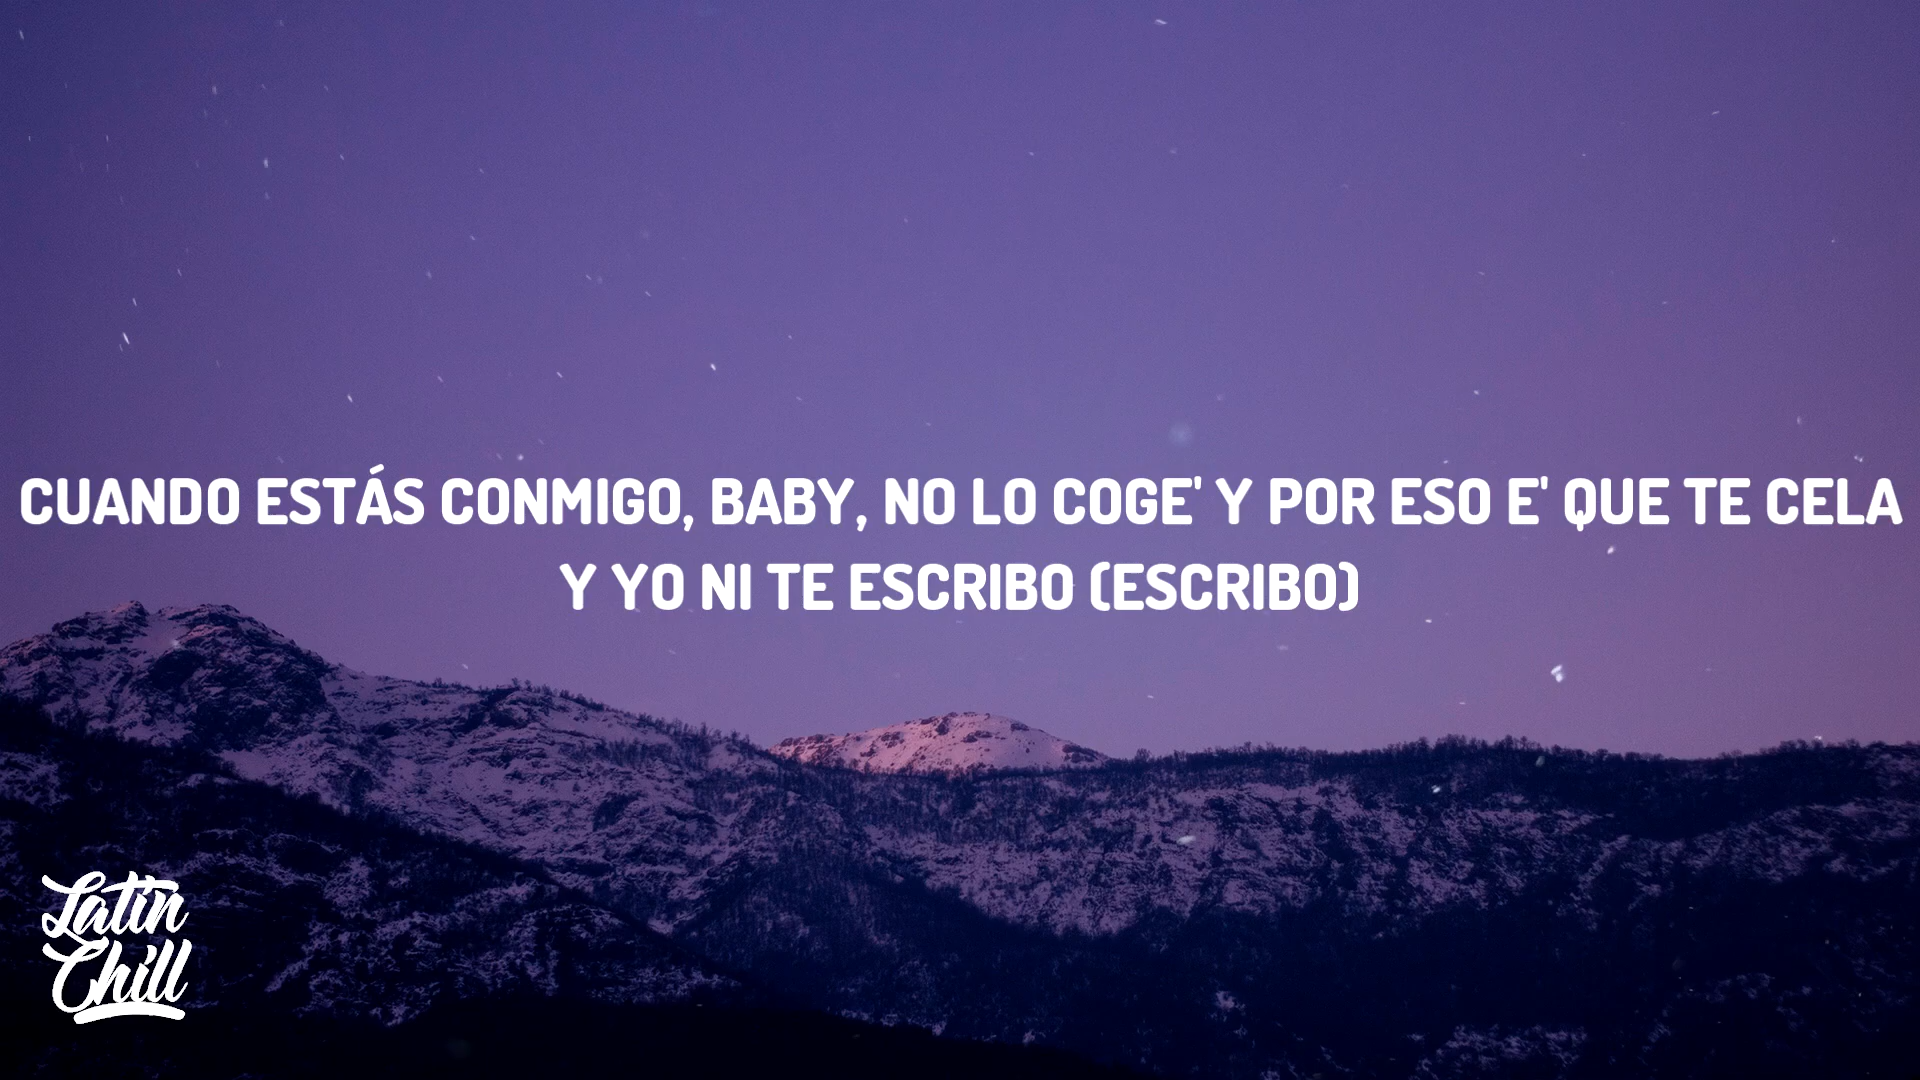 CUANDO ESTÁS CONMIGO, BABY, NO LO COGE' Y POR ESO E' QUE TE CELA
Y YO NI TE ESCRIBO (ESCRIBO)
Latin
Chill